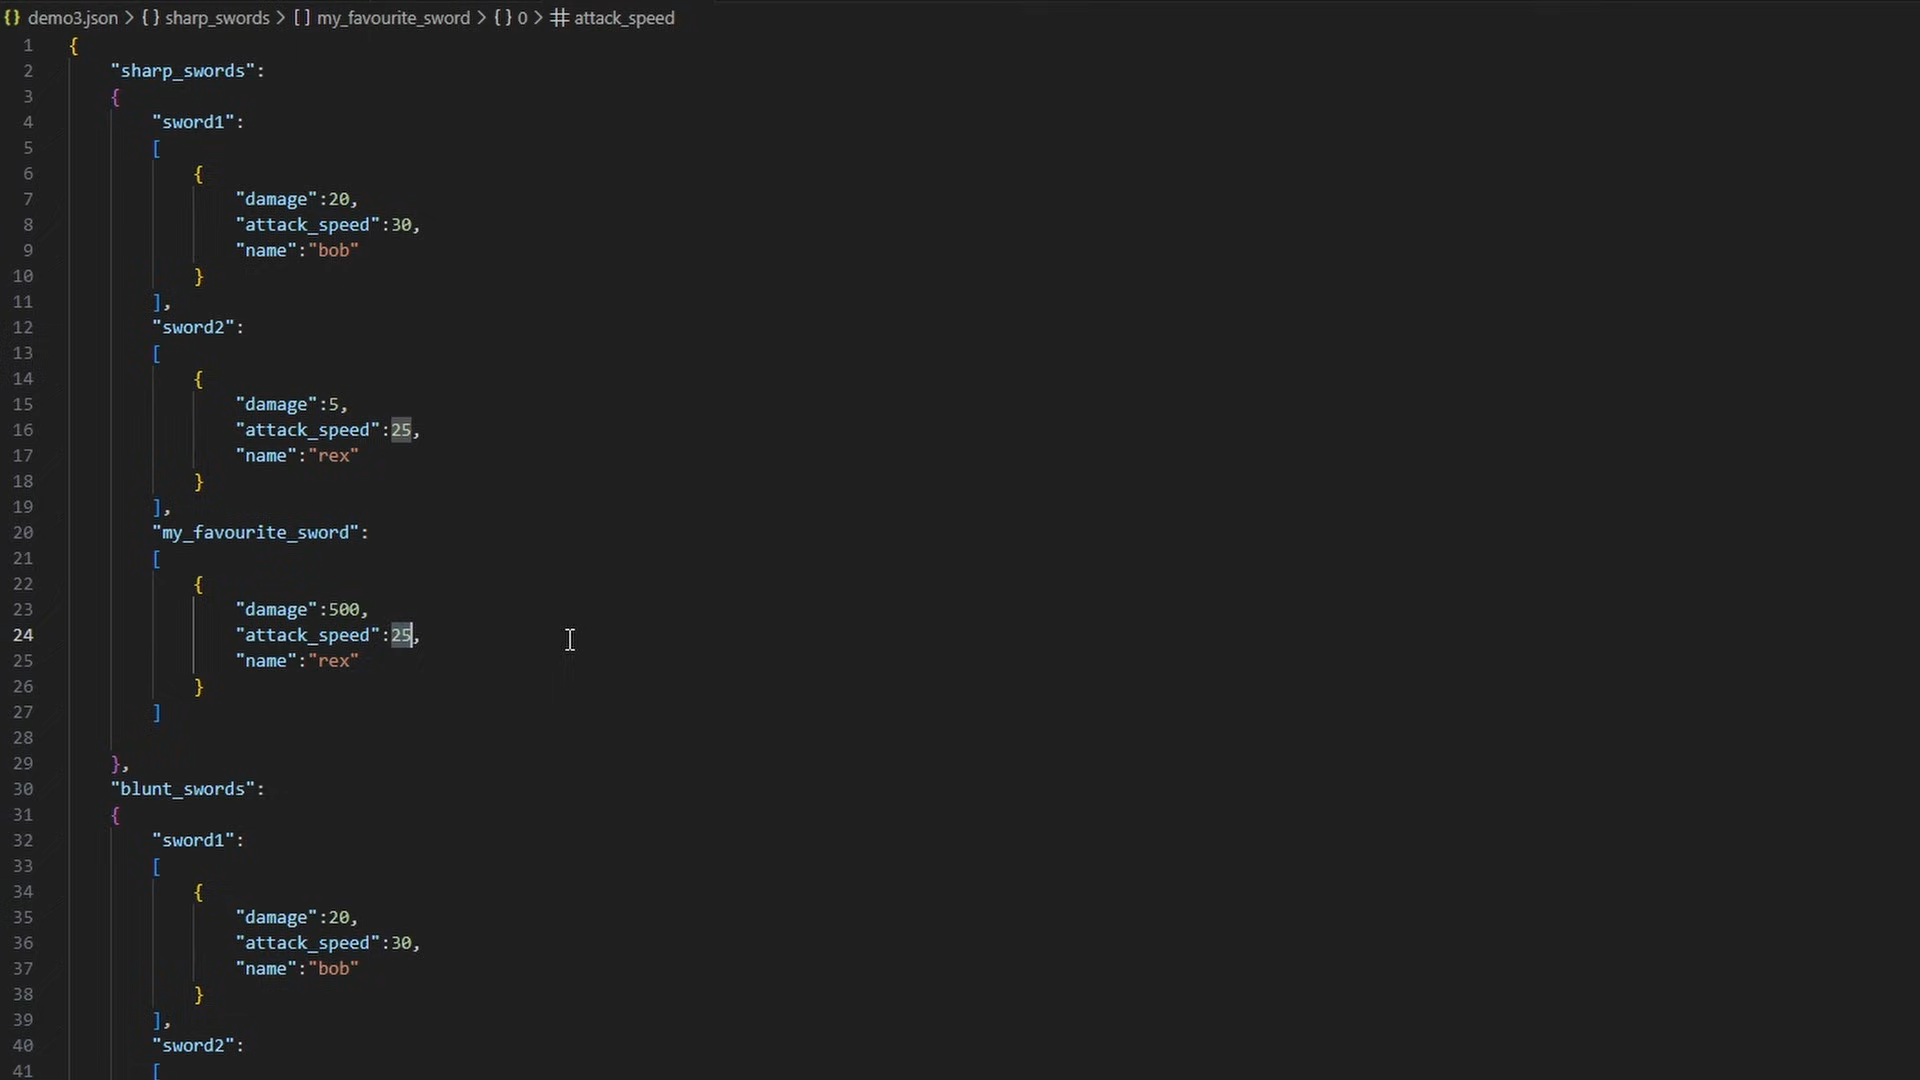 {} demo3.json > {} sharp_swords > [] my_favourite_sword > {} 0 > # attack_speed
1 {
2 "sharp_swords":
3 {
4 "sword1":
5 [
6 {
7 "damage":20,
8 "attack_speed":30,
9 "name":"bob"
10 }
11 ],
12 "sword2":
13 [
14 {
15 "damage":5,
16 "attack_speed":25,
17 "name":"rex"
18 }
19 ],
20 "my_favourite_sword":
21 [
22 {
23 "damage":500,
24 "attack_speed":25,
25 "name":"rex"
26 }
27 ]
28
29 },
30 "blunt_swords":
31 {
32 "sword1":
33 [
34 {
35 "damage":20,
36 "attack_speed":30,
37 "name":"bob"
38 }
39 ],
40 "sword2":
41 [